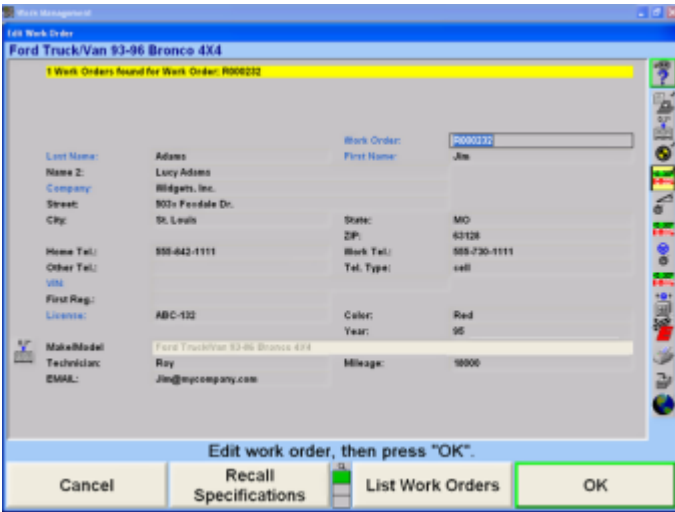 Work Management
Edit Work Order
Ford Truck/Van 93-96 Bronco 4X4
1 Work Orders found for Work Order: R000232
Work Order: R000232
Last Name: Adams First Name: Jim
Name 2: Lucy Adams
Company: Widgets, Inc.
Street: Dr.
City: St. Louis State: MO
ZIP: 63128
Home Tel.: 555-642-1111 Work Tel.: 555-730-1111
Other Tel.: Tel. Type: cell
VIN:
First Reg.:
License: ABC-132 Color: Red
Year: 95
Make/Model Ford Truck/Van 93-96 Bronco 4X4
Technician: Ray Mileage: 10000
EMAIL: Jim@mycompany.com
Edit work order, then press "OK".
Cancel Recall Specifications List Work Orders OK